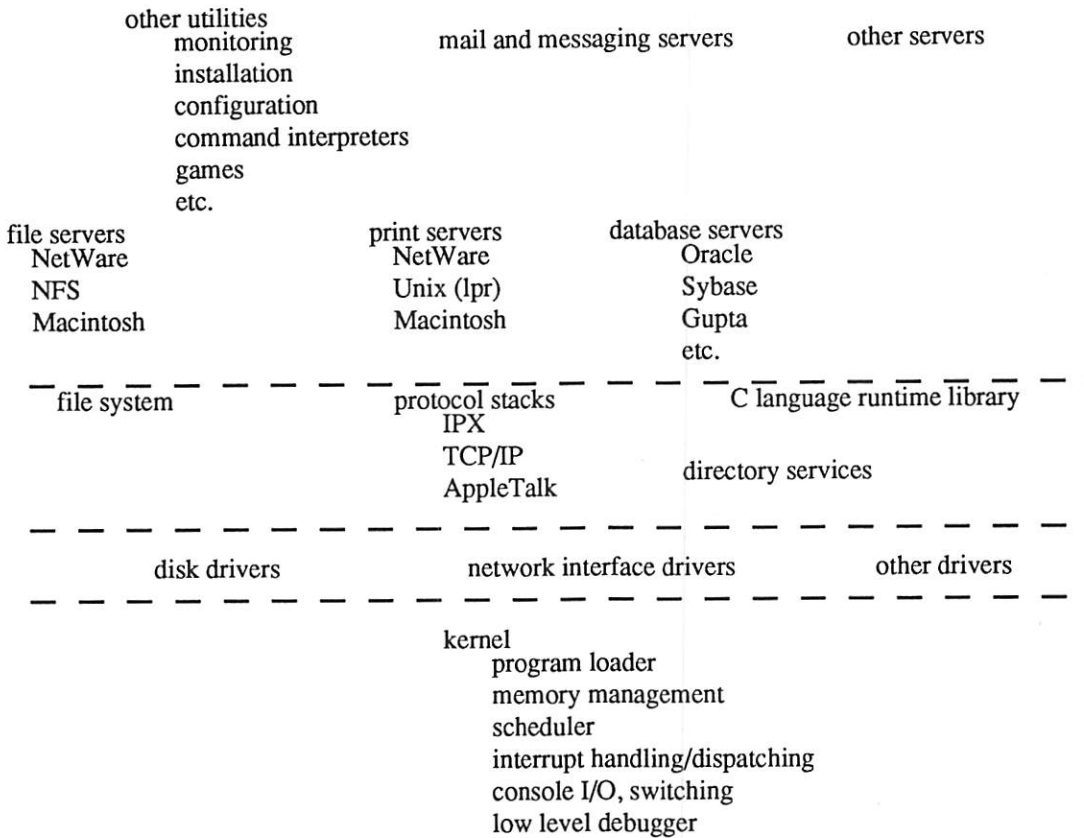 other utilities
monitoring
installation
configuration
command interpreters
games
etc.
mail and messaging servers
other servers
file servers
NetWare
NFS
Macintosh
print servers
NetWare
Unix (lpr)
Macintosh
database servers
Oracle
Sybase
Gupta
etc.
file system
protocol stacks
IPX
TCP/IP
AppleTalk
C language runtime library
directory services
disk drivers
network interface drivers
other drivers
kernel
program loader
memory management
scheduler
interrupt handling/dispatching
console I/O, switching
low level debugger